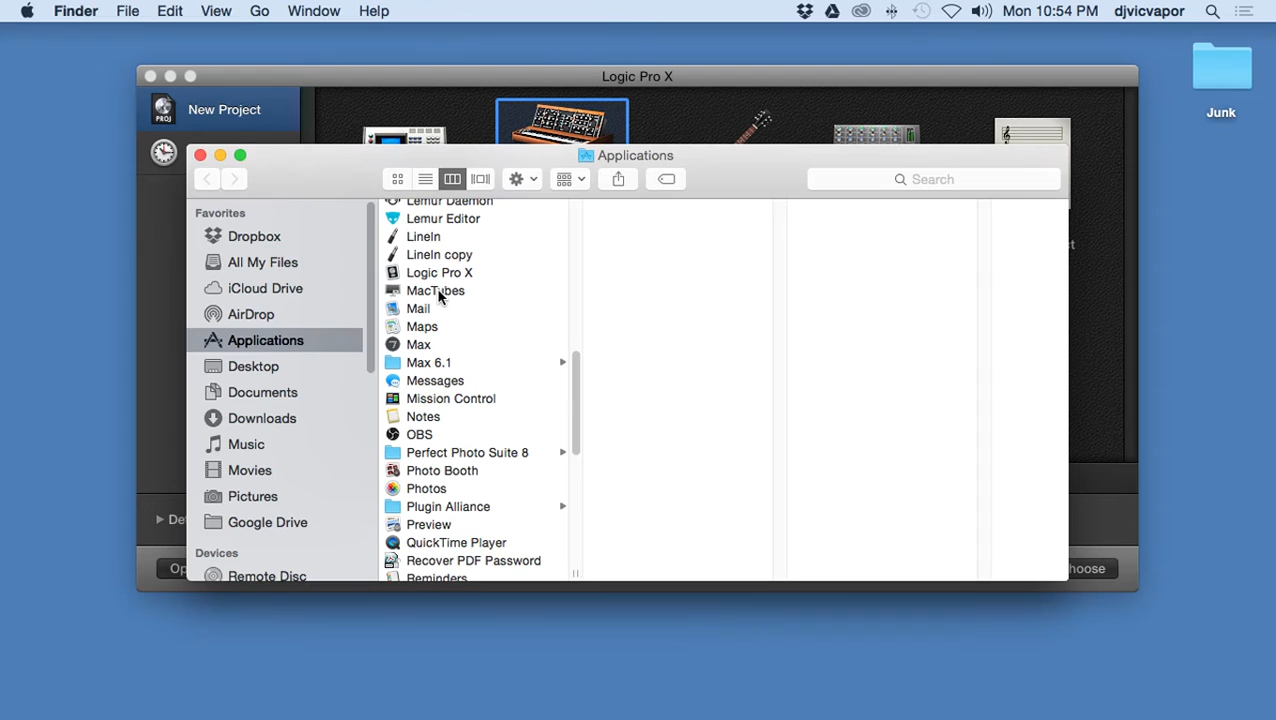 Finder File Edit View Go Window Help Mon 10:54 PM djvicvapor
Logic Pro X
New Project
PROJ
Junk
Applications
Search
Favorites
Dropbox
All My Files
iCloud Drive
AirDrop
Applications
Desktop
Documents
Downloads
Music
Movies
Pictures
Google Drive
Devices
Remote Disc
Lemur Daemon
Lemur Editor
LineIn
LineIn copy
Logic Pro X
MacTubes
Mail
Maps
Max
Max 6.1
Messages
Mission Control
Notes
OBS
Perfect Photo Suite 8
Photo Booth
Photos
Plugin Alliance
Preview
QuickTime Player
Recover PDF Password
Reminders